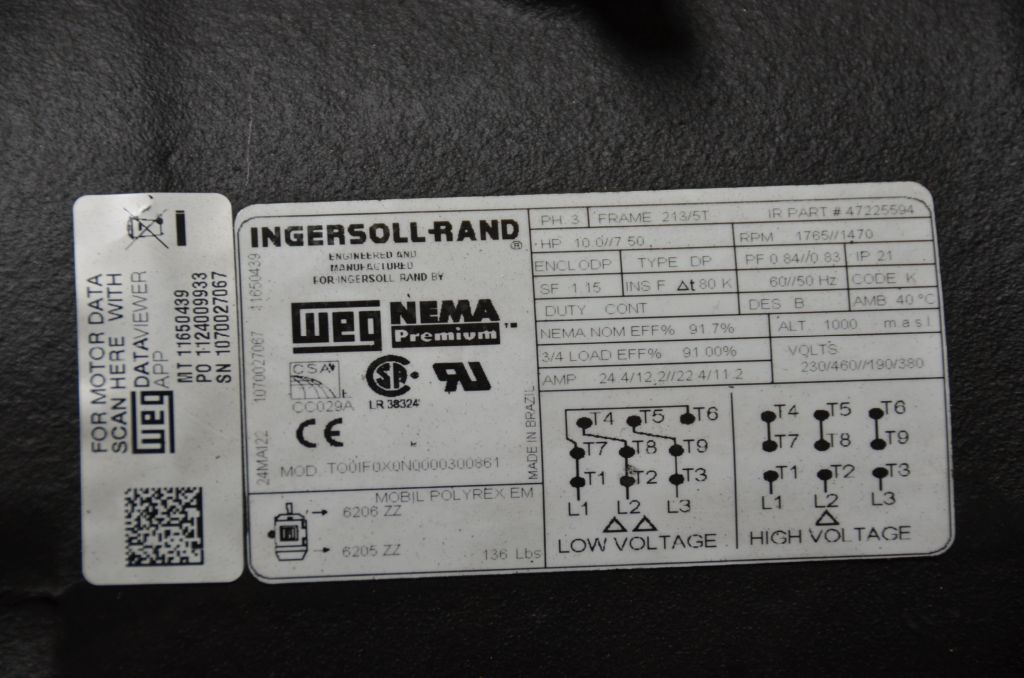 FOR MOTOR DATA
SCAN HERE WITH
WEG DATAVIEWER
APP
MT 11650439
PO 1-1240099933
SN 1070027067
INGERSOLL-RAND®
ENGINEERED AND
MANUFACTURED
FOR INGERSOLL RAND BY
WEG NEMA
Premium™
CSA
CC029A
LR 38324
CE
24MAI22 1070027067 11650439
MOD. TOUIF0X0N0000300861
MADE IN BRAZIL
MOBIL POLYREX EM
6206 ZZ
6205 ZZ
136 Lbs
PH 3 FRAME 213/5T IR PART # 47225594
HP 10.0//7.50 RPM 1765//1470
ENCL ODP TYPE DP PF 0.84//0.83 IP 21
SF 1.15 INS F Δt 80 K 60//50 Hz CODE K
DUTY CONT DES B AMB 40°C
NEMA NOM EFF% 91.7% ALT. 1000 m a s l
3/4 LOAD EFF% 91.00% VOLTS
230/460//190/380
AMP 24.4/12.2//22.4/11.2
T4 T5 T6
T7 T8 T9
T1 T2 T3
L1 L2 L3
LOW VOLTAGE
T4 T5 T6
T7 T8 T9
T1 T2 T3
L1 L2 L3
HIGH VOLTAGE